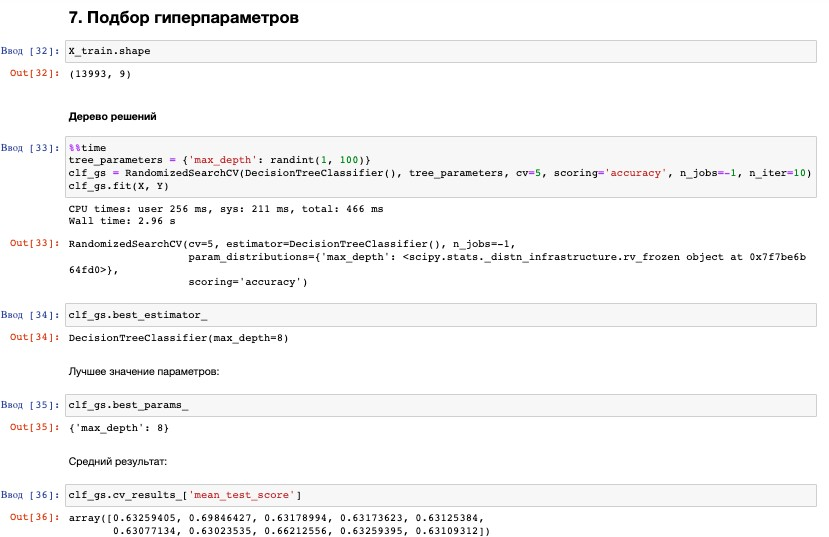 7. Подбор гиперпараметров
Ввод [32]: X_train.shape
Out[32]: (13993, 9)
Дерево решений
Ввод [33]: %%time
tree_parameters = {'max_depth': randint(1, 100)}
clf_gs = RandomizedSearchCV(DecisionTreeClassifier(), tree_parameters, cv=5, scoring='accuracy', n_jobs=-1, n_iter=10)
clf_gs.fit(X, Y)
CPU times: user 256 ms, sys: 211 ms, total: 466 ms
Wall time: 2.96 s
Out[33]: RandomizedSearchCV(cv=5, estimator=DecisionTreeClassifier(), n_jobs=-1,
param_distributions={'max_depth': <scipy.stats._distn_infrastructure.rv_frozen object at 0x7f7be6b
64fd0>},
scoring='accuracy')
Ввод [34]: clf_gs.best_estimator_
Out[34]: DecisionTreeClassifier(max_depth=8)
Лучшее значение параметров:
Ввод [35]: clf_gs.best_params_
Out[35]: {'max_depth': 8}
Средний результат:
Ввод [36]: clf_gs.cv_results_['mean_test_score']
Out[36]: array([0.63259405, 0.69846427, 0.63178994, 0.63173623, 0.63125384,
0.63077134, 0.63023535, 0.66212556, 0.63259395, 0.63109312])